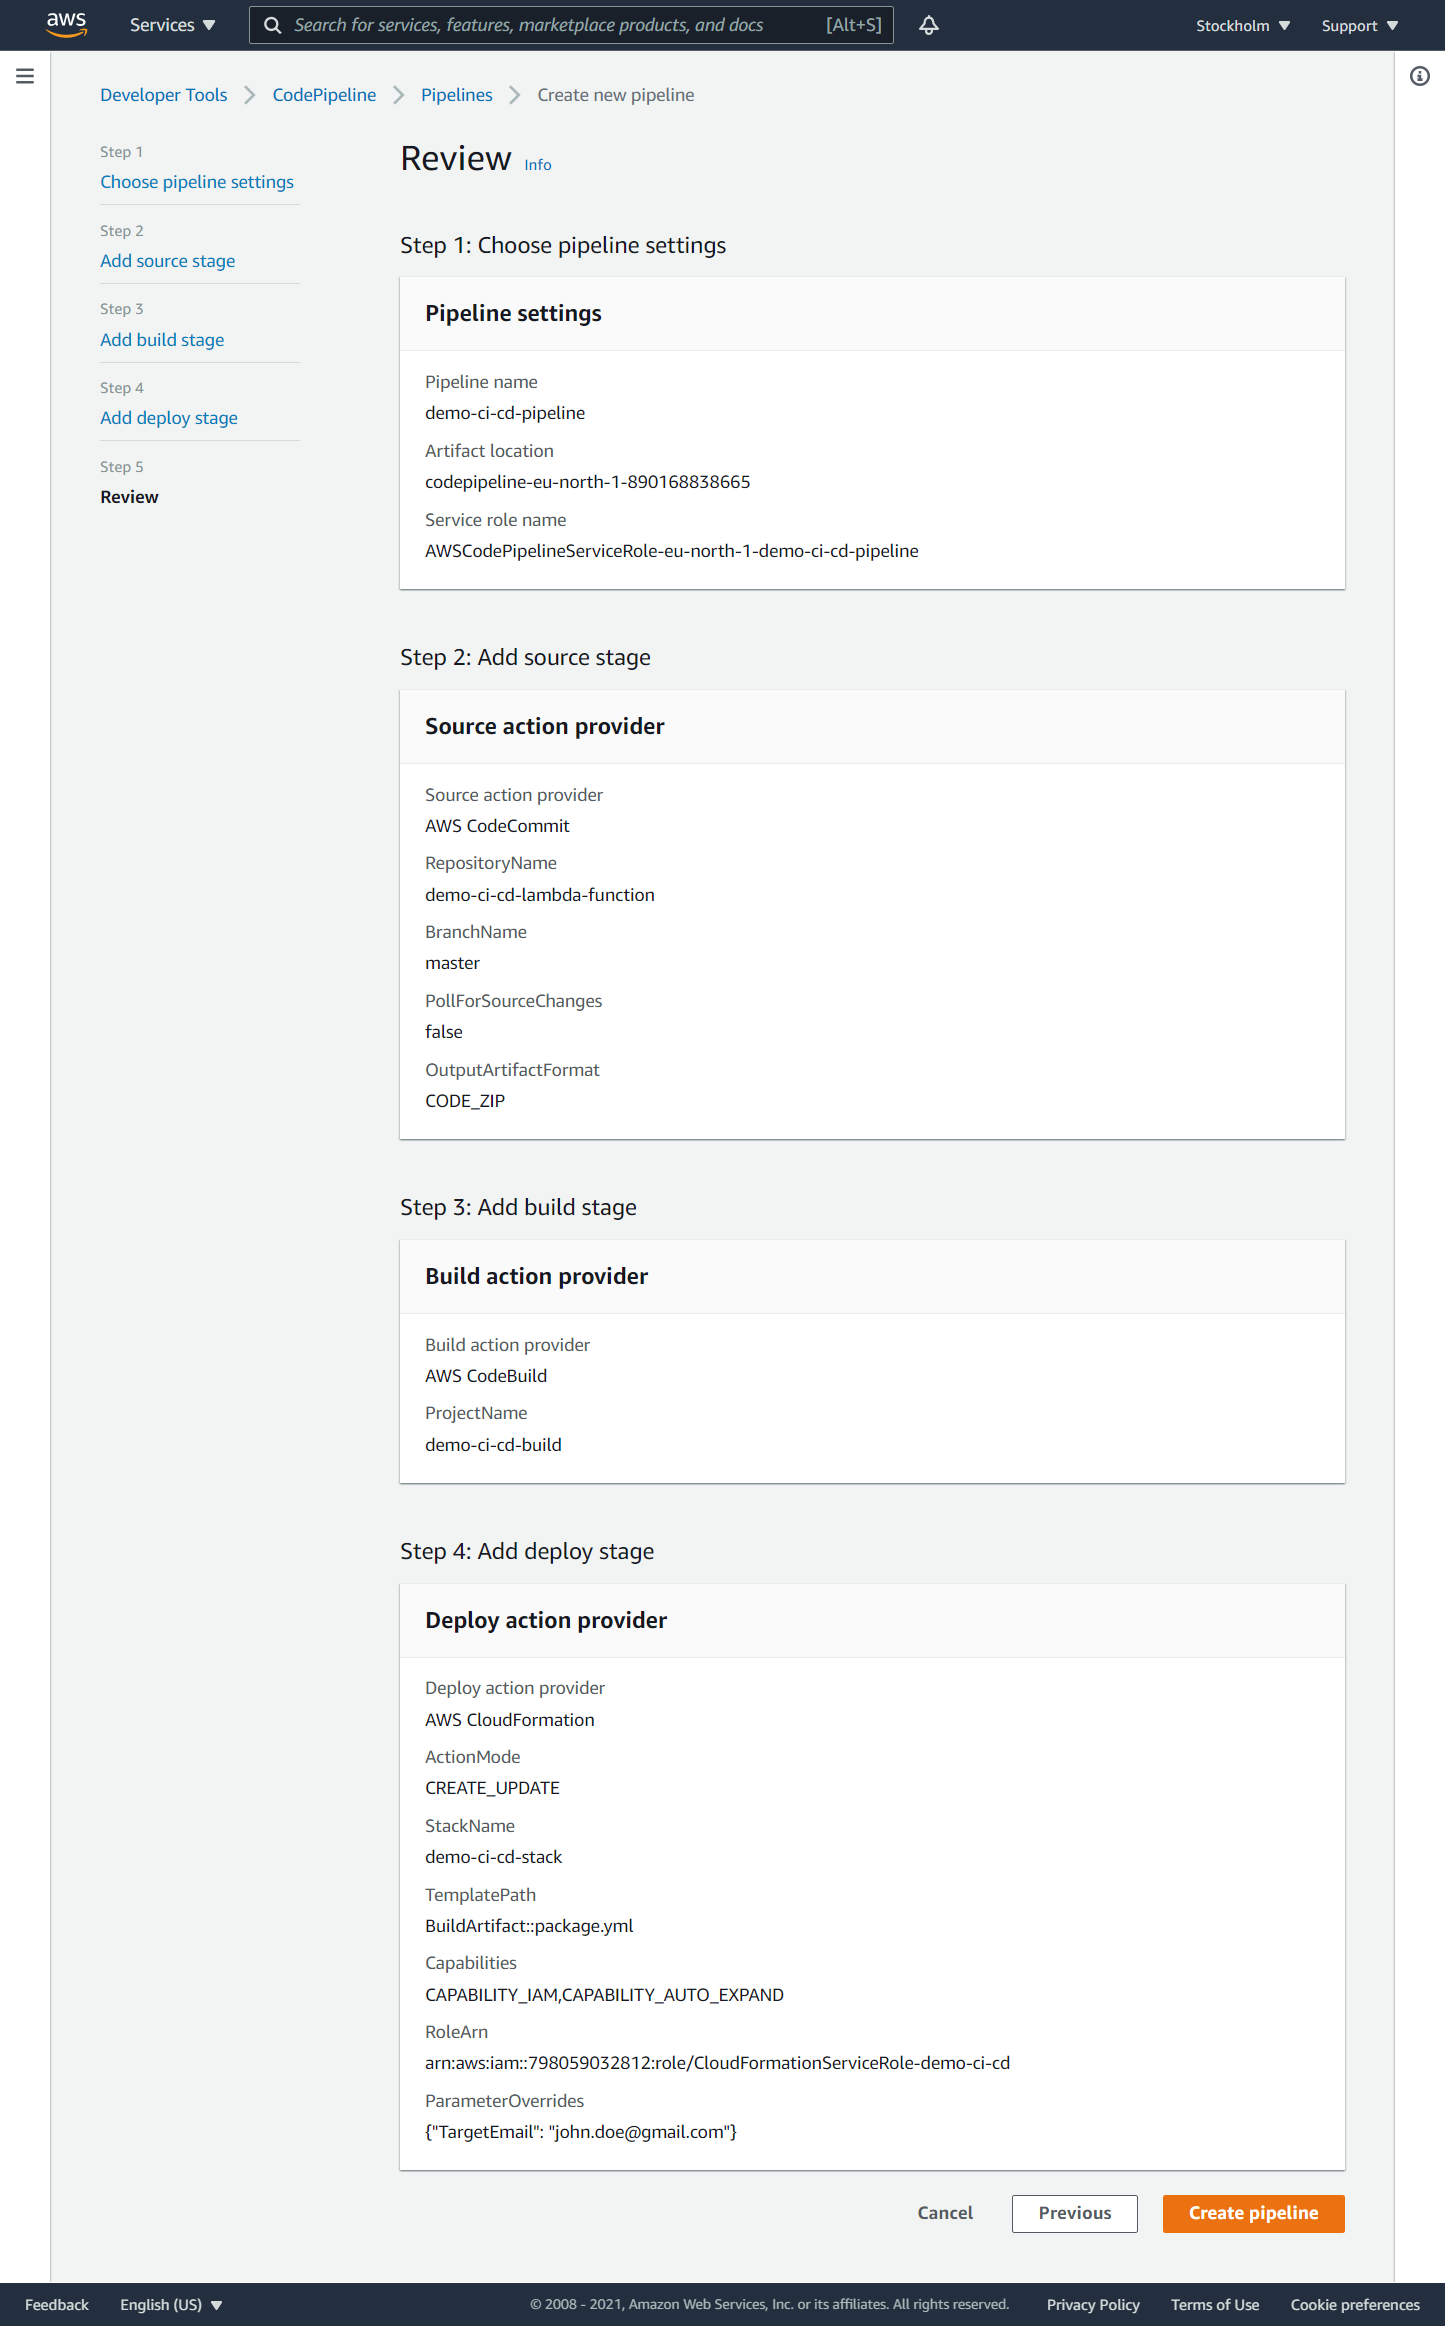 aws Services Search for services, features, marketplace products, and docs [Alt+S] Stockholm Support
Developer Tools CodePipeline Pipelines Create new pipeline
Step 1
Choose pipeline settings
Step 2
Add source stage
Step 3
Add build stage
Step 4
Add deploy stage
Step 5
Review
Review Info
Step 1: Choose pipeline settings
Pipeline settings
Pipeline name
demo-ci-cd-pipeline
Artifact location
codepipeline-eu-north-1-890168838665
Service role name
AWSCodePipelineServiceRole-eu-north-1-demo-ci-cd-pipeline
Step 2: Add source stage
Source action provider
Source action provider
AWS CodeCommit
RepositoryName
demo-ci-cd-lambda-function
BranchName
master
PollForSourceChanges
false
OutputArtifactFormat
CODE_ZIP
Step 3: Add build stage
Build action provider
Build action provider
AWS CodeBuild
ProjectName
demo-ci-cd-build
Step 4: Add deploy stage
Deploy action provider
Deploy action provider
AWS CloudFormation
ActionMode
CREATE_UPDATE
StackName
demo-ci-cd-stack
TemplatePath
BuildArtifact::package.yml
Capabilities
CAPABILITY_IAM,CAPABILITY_AUTO_EXPAND
RoleArn
arn:aws:iam::798059032812:role/CloudFormationServiceRole-demo-ci-cd
ParameterOverrides
{"TargetEmail": "john.doe@gmail.com"}
Cancel Previous Create pipeline
Feedback English (US) © 2008 - 2021, Amazon Web Services, Inc. or its affiliates. All rights reserved. Privacy Policy Terms of Use Cookie preferences